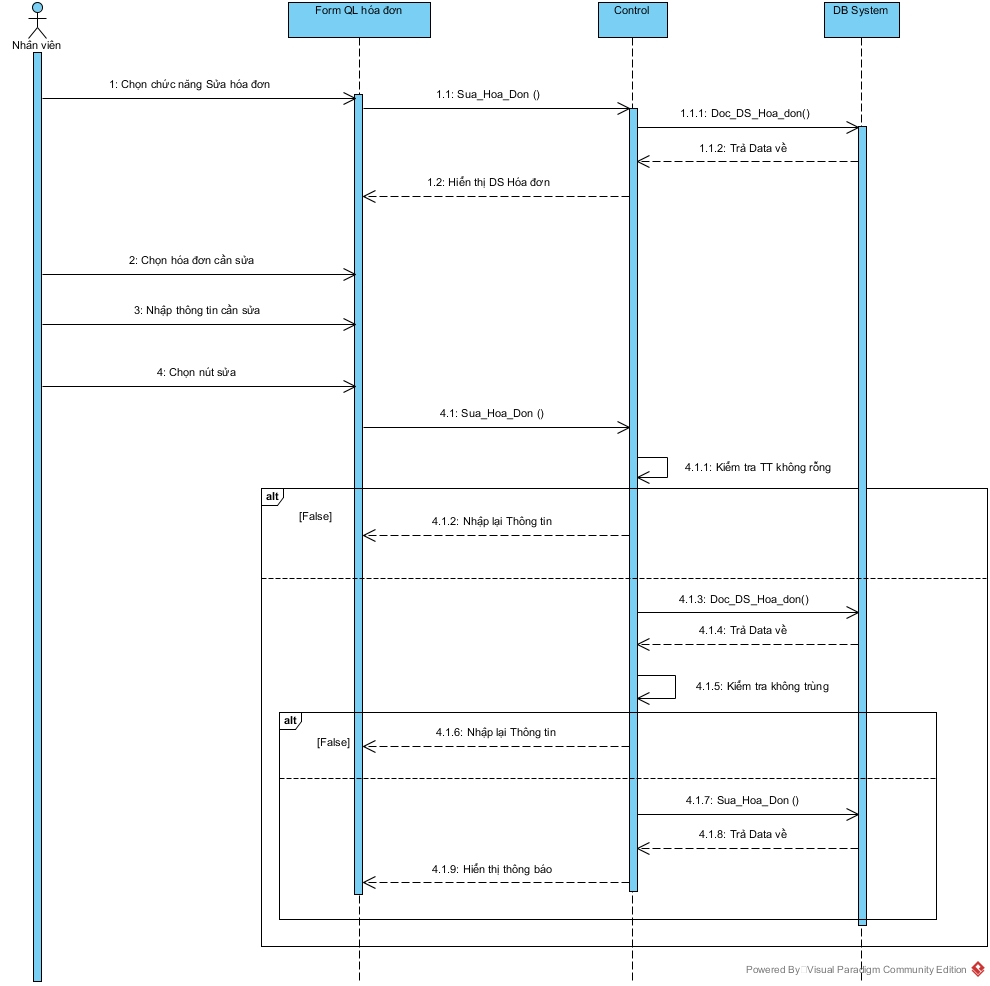 Form QL hóa đơn
Control
DB System
Nhân viên
1: Chọn chức năng Sửa hóa đơn
1.1: Sua_Hoa_Don ()
1.1.1: Doc_DS_Hoa_don()
1.1.2: Trả Data về
1.2: Hiển thị DS Hóa đơn
2: Chọn hóa đơn cần sửa
3: Nhập thông tin cần sửa
4: Chọn nút sửa
4.1: Sua_Hoa_Don ()
4.1.1: Kiểm tra TT không rỗng
alt
[False]
4.1.2: Nhập lại Thông tin
4.1.3: Doc_DS_Hoa_don()
4.1.4: Trả Data về
4.1.5: Kiểm tra không trùng
alt
[False]
4.1.6: Nhập lại Thông tin
4.1.7: Sua_Hoa_Don ()
4.1.8: Trả Data về
4.1.9: Hiển thị thông báo
Powered By Visual Paradigm Community Edition